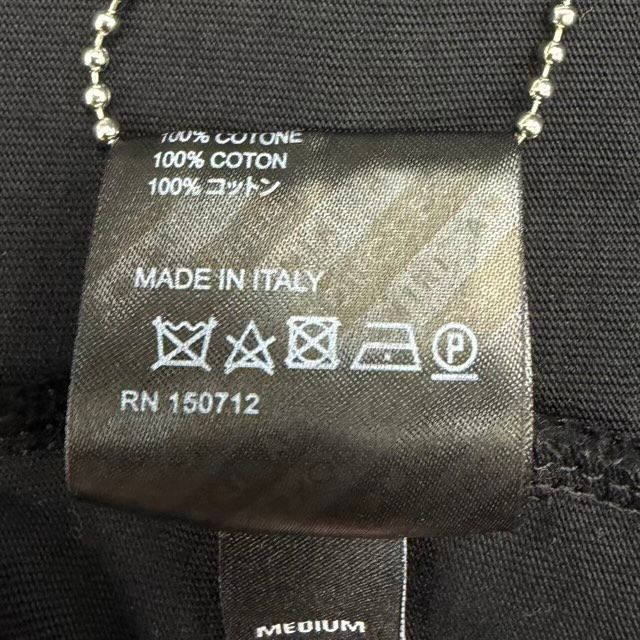 100% COTONE
100% COTON
100% コットン
MADE IN ITALY
P
RN 150712
MEDIUM